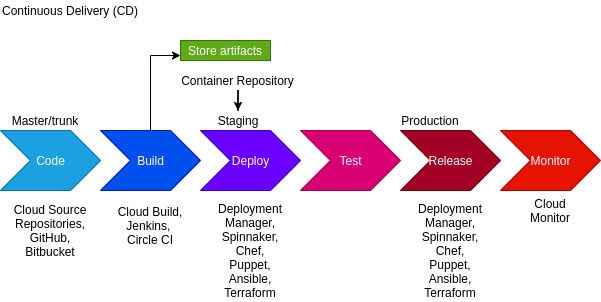 Continuous Delivery (CD)
Store artifacts
Container Repository
Master/trunk
Staging
Production
Code
Build
Deploy
Test
Release
Monitor
Cloud Source
Repositories,
GitHub,
Bitbucket
Cloud Build,
Jenkins,
Circle CI
Deployment
Manager,
Spinnaker,
Chef,
Puppet,
Ansible,
Terraform
Deployment
Manager,
Spinnaker,
Chef,
Puppet,
Ansible,
Terraform
Cloud
Monitor